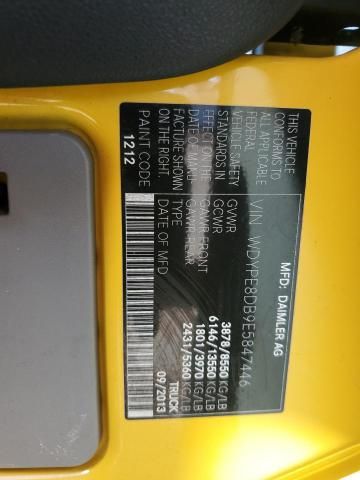 MFD: DAIMLER AG
VIN WDYPE8DB9E5847446
GVWR 3878/8550 KG/LB
GCWR 6146/13550 KG/LB
GAWR FRONT 1801/3970 KG/LB
GAWR REAR 2431/5360 KG/LB
TYPE TRUCK
DATE OF MFD 09/2013
THIS VEHICLE
CONFORMS TO
ALL APPLICABLE
FEDERAL
VEHICLE SAFETY
STANDARDS IN
EFFECT ON THE
DATE OF MANU-
FACTURE SHOWN
ON THE RIGHT.
PAINT CODE
1212